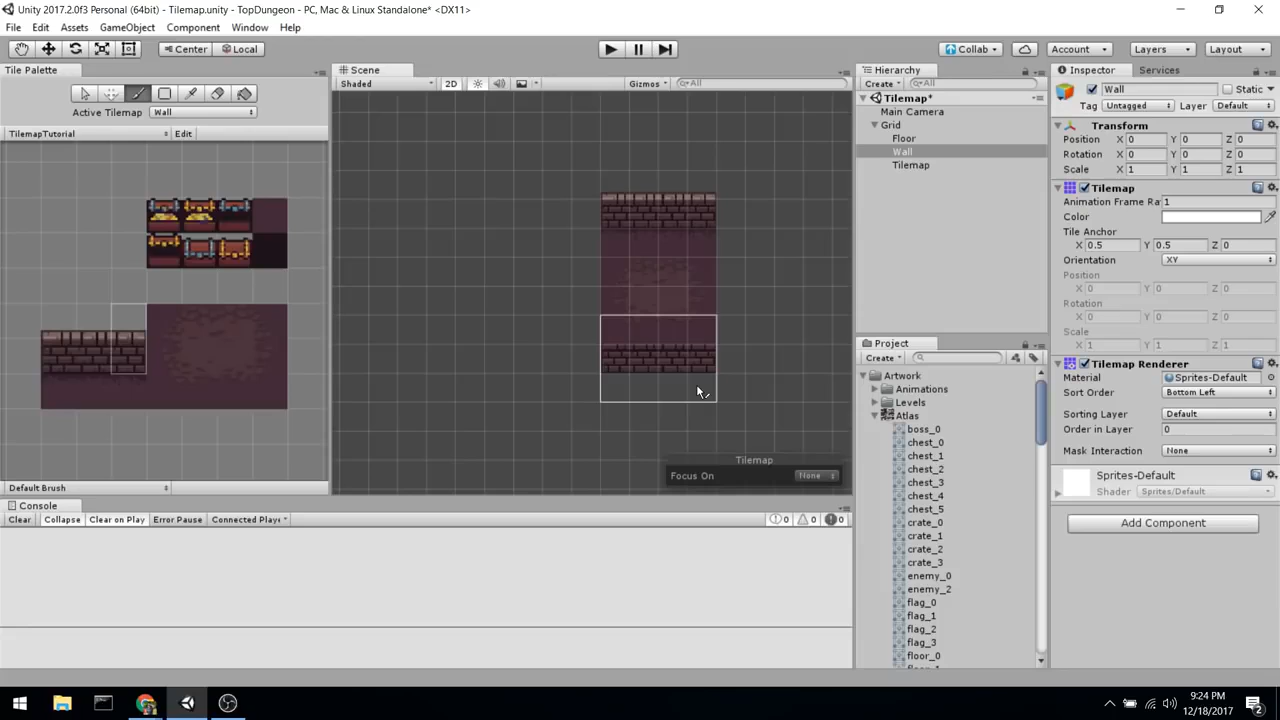 Unity 2017.2.0f3 Personal (64bit) - Tilemap.unity - TopDungeon - PC, Mac & Linux Standalone* <DX11>
File Edit Assets GameObject Component Window Help
Center Local Collab Account Layers Layout
Tile Palette
Active Tilemap Wall
TilemapTutorial Edit
Default Brush
Scene
Shaded 2D Gizmos All
Tilemap
Focus On None
Console
Clear Collapse Clear on Play Error Pause Connected Playe 0 0 0
Hierarchy
Create All
Tilemap*
Main Camera
Grid
Floor
Wall
Tilemap
Project
Create
Artwork
Animations
Levels
Atlas
boss_0
chest_0
chest_1
chest_2
chest_3
chest_4
chest_5
crate_0
crate_1
crate_2
crate_3
enemy_0
enemy_2
flag_0
flag_1
flag_2
flag_3
floor_0
Inspector Services
Wall Static
Tag Untagged Layer Default
Transform
Position X 0 Y 0 Z 0
Rotation X 0 Y 0 Z 0
Scale X 1 Y 1 Z 1
Tilemap
Animation Frame Ra 1
Color
Tile Anchor
X 0.5 Y 0.5 Z 0
Orientation XY
Position
X 0 Y 0 Z 0
Rotation
X 0 Y 0 Z 0
Scale
X 1 Y 1 Z 1
Tilemap Renderer
Material Sprites-Default
Sort Order Bottom Left
Sorting Layer Default
Order in Layer 0
Mask Interaction None
Sprites-Default
Shader Sprites/Default
Add Component
9:24 PM
12/18/2017
2